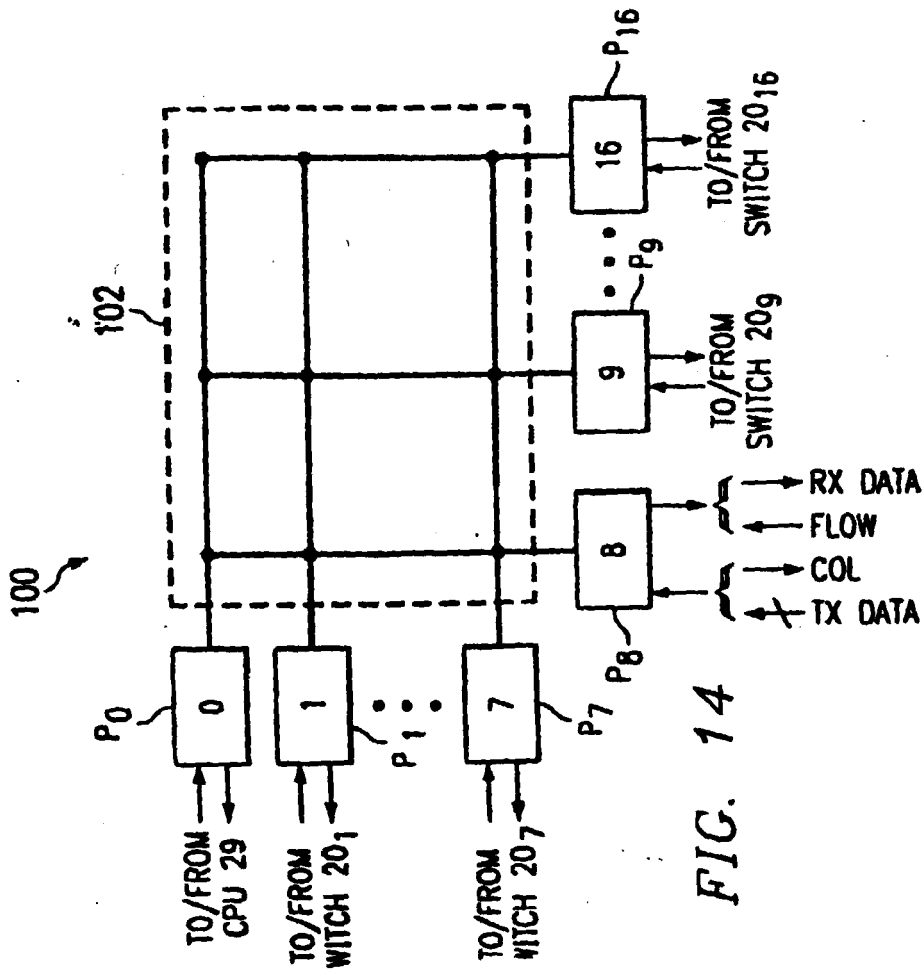 100
102
P0
0
TO/FROM
CPU 29
1
P1
TO/FROM
WITCH 201
7
P7
TO/FROM
WITCH 207
8
P8
RX DATA
FLOW
COL
TX DATA
9
P9
TO/FROM
SWITCH 209
16
P16
TO/FROM
SWITCH 2016
FIG. 14